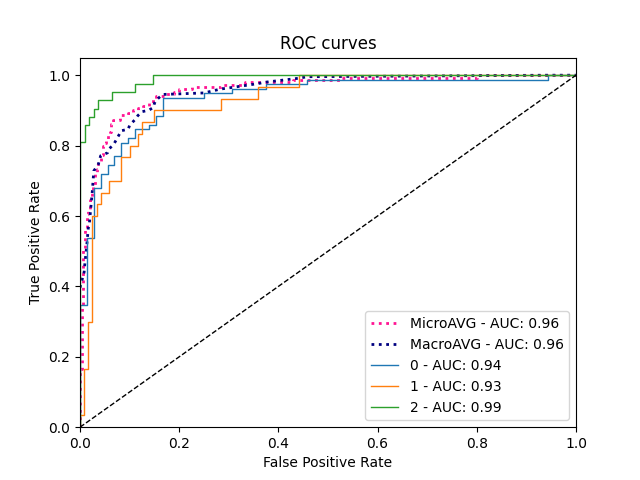 ROC curves
True Positive Rate
1.0
0.8
0.6
0.4
0.2
0.0
MicroAVG - AUC: 0.96
MacroAVG - AUC: 0.96
0 - AUC: 0.94
1 - AUC: 0.93
2 - AUC: 0.99
0.0 0.2 0.4 0.6 0.8 1.0
False Positive Rate